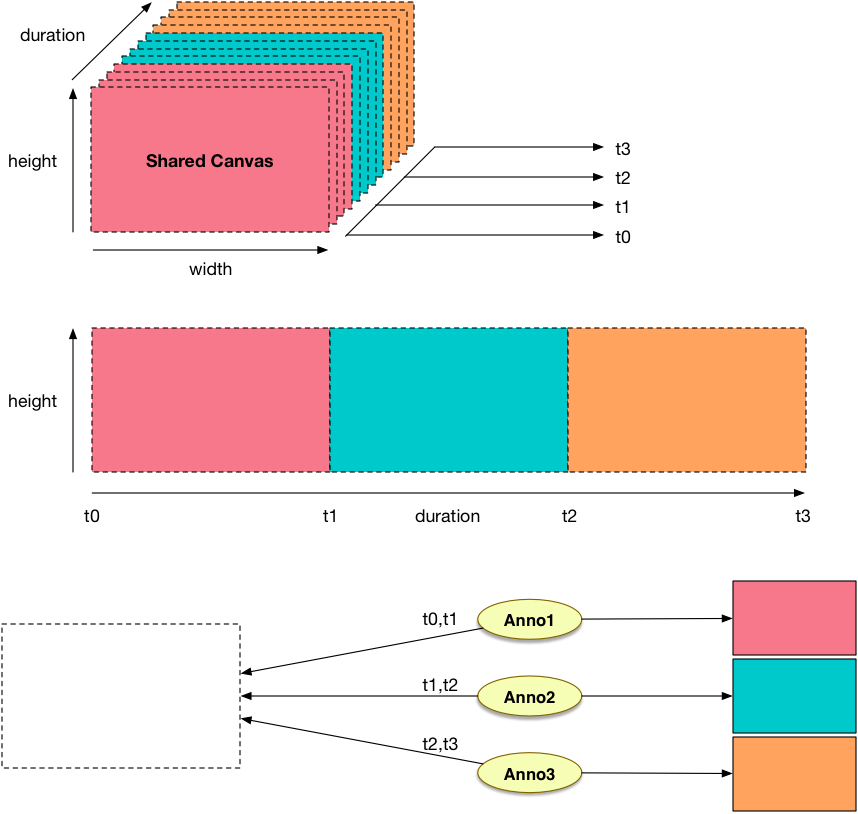 duration
height
Shared Canvas
t3
t2
t1
t0
width
height
t0
t1
duration
t2
t3
t0,t1
Anno1
t1,t2
Anno2
t2,t3
Anno3